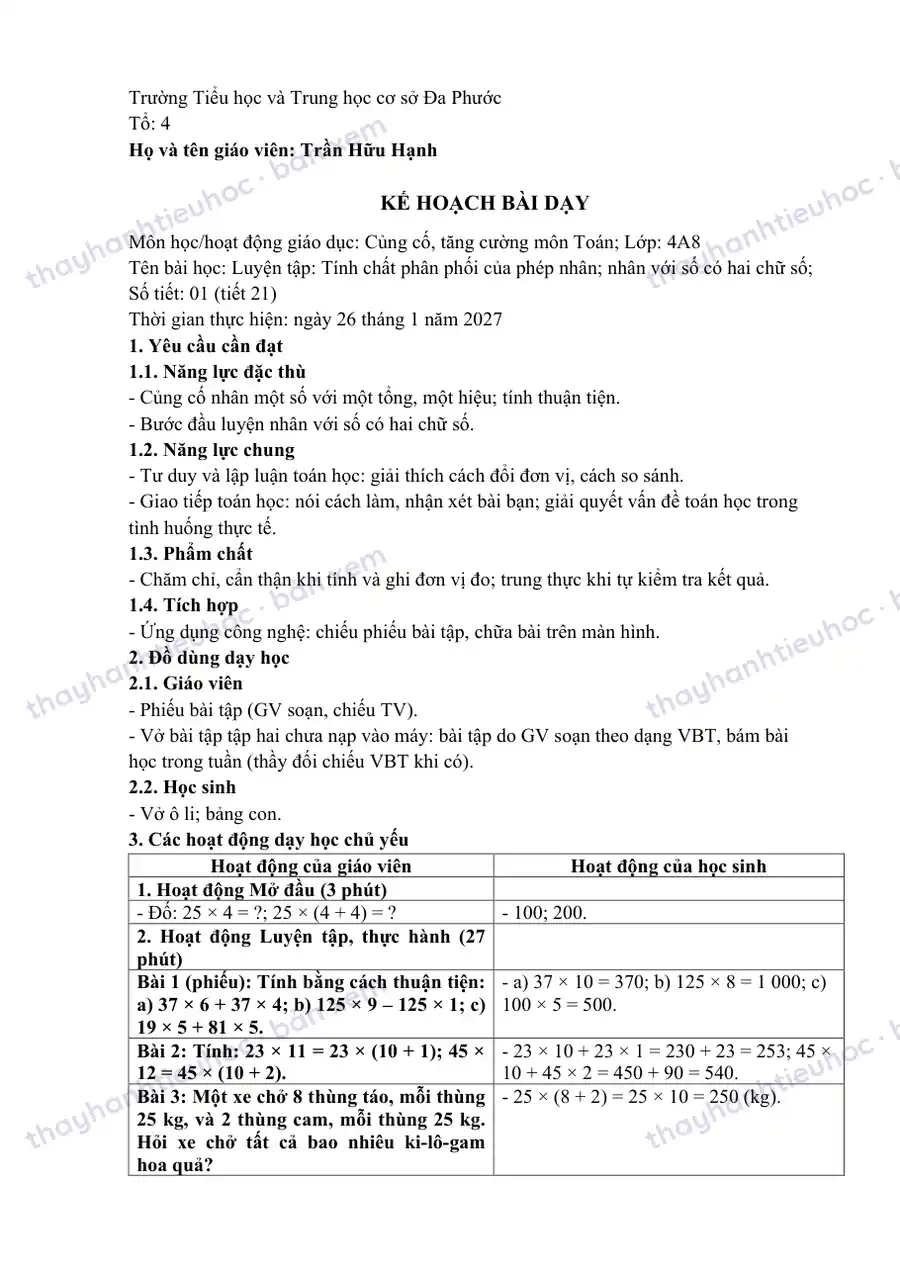 Trường Tiểu học và Trung học cơ sở Đa Phước
Tổ: 4
Họ và tên giáo viên: Trần Hữu Hạnh
KẾ HOẠCH BÀI DẠY
Môn học/hoạt động giáo dục: Củng cố, tăng cường môn Toán; Lớp: 4A8
Tên bài học: Luyện tập: Tính chất phân phối của phép nhân; nhân với số có hai chữ số;
Số tiết: 01 (tiết 21)
Thời gian thực hiện: ngày 26 tháng 1 năm 2027
1. Yêu cầu cần đạt
1.1. Năng lực đặc thù
- Củng cố nhân một số với một tổng, một hiệu; tính thuận tiện.
- Bước đầu luyện nhân với số có hai chữ số.
1.2. Năng lực chung
- Tư duy và lập luận toán học: giải thích cách đổi đơn vị, cách so sánh.
- Giao tiếp toán học: nói cách làm, nhận xét bài bạn; giải quyết vấn đề toán học trong
tình huống thực tế.
1.3. Phẩm chất
- Chăm chỉ, cẩn thận khi tính và ghi đơn vị đo; trung thực khi tự kiểm tra kết quả.
1.4. Tích hợp
- Ứng dụng công nghệ: chiếu phiếu bài tập, chữa bài trên màn hình.
2. Đồ dùng dạy học
2.1. Giáo viên
- Phiếu bài tập (GV soạn, chiếu TV).
- Vở bài tập tập hai chưa nạp vào máy: bài tập do GV soạn theo dạng VBT, bám bài
học trong tuần (thầy đối chiếu VBT khi có).
2.2. Học sinh
- Vở ô li; bảng con.
3. Các hoạt động dạy học chủ yếu
Hoạt động của giáo viên
Hoạt động của học sinh
1. Hoạt động Mở đầu (3 phút)
- Đố: 25 × 4 = ?; 25 × (4 + 4) = ?
- 100; 200.
2. Hoạt động Luyện tập, thực hành (27
phút)
Bài 1 (phiếu): Tính bằng cách thuận tiện:
a) 37 × 6 + 37 × 4; b) 125 × 9 – 125 × 1; c)
19 × 5 + 81 × 5.
- a) 37 × 10 = 370; b) 125 × 8 = 1 000; c)
100 × 5 = 500.
Bài 2: Tính: 23 × 11 = 23 × (10 + 1); 45 ×
12 = 45 × (10 + 2).
- 23 × 10 + 23 × 1 = 230 + 23 = 253; 45 ×
10 + 45 × 2 = 450 + 90 = 540.
Bài 3: Một xe chở 8 thùng táo, mỗi thùng
25 kg, và 2 thùng cam, mỗi thùng 25 kg.
Hỏi xe chở tất cả bao nhiêu ki-lô-gam
hoa quả?
- 25 × (8 + 2) = 25 × 10 = 250 (kg).
thayhanhtieuhoc · bản xem
thayhanhtieuhoc · b
thayhanhtieuhoc · bản xem
thayhanhtieuhoc · b
thayhanhtieuhoc · bản xem
thayhanhtieuhoc · b